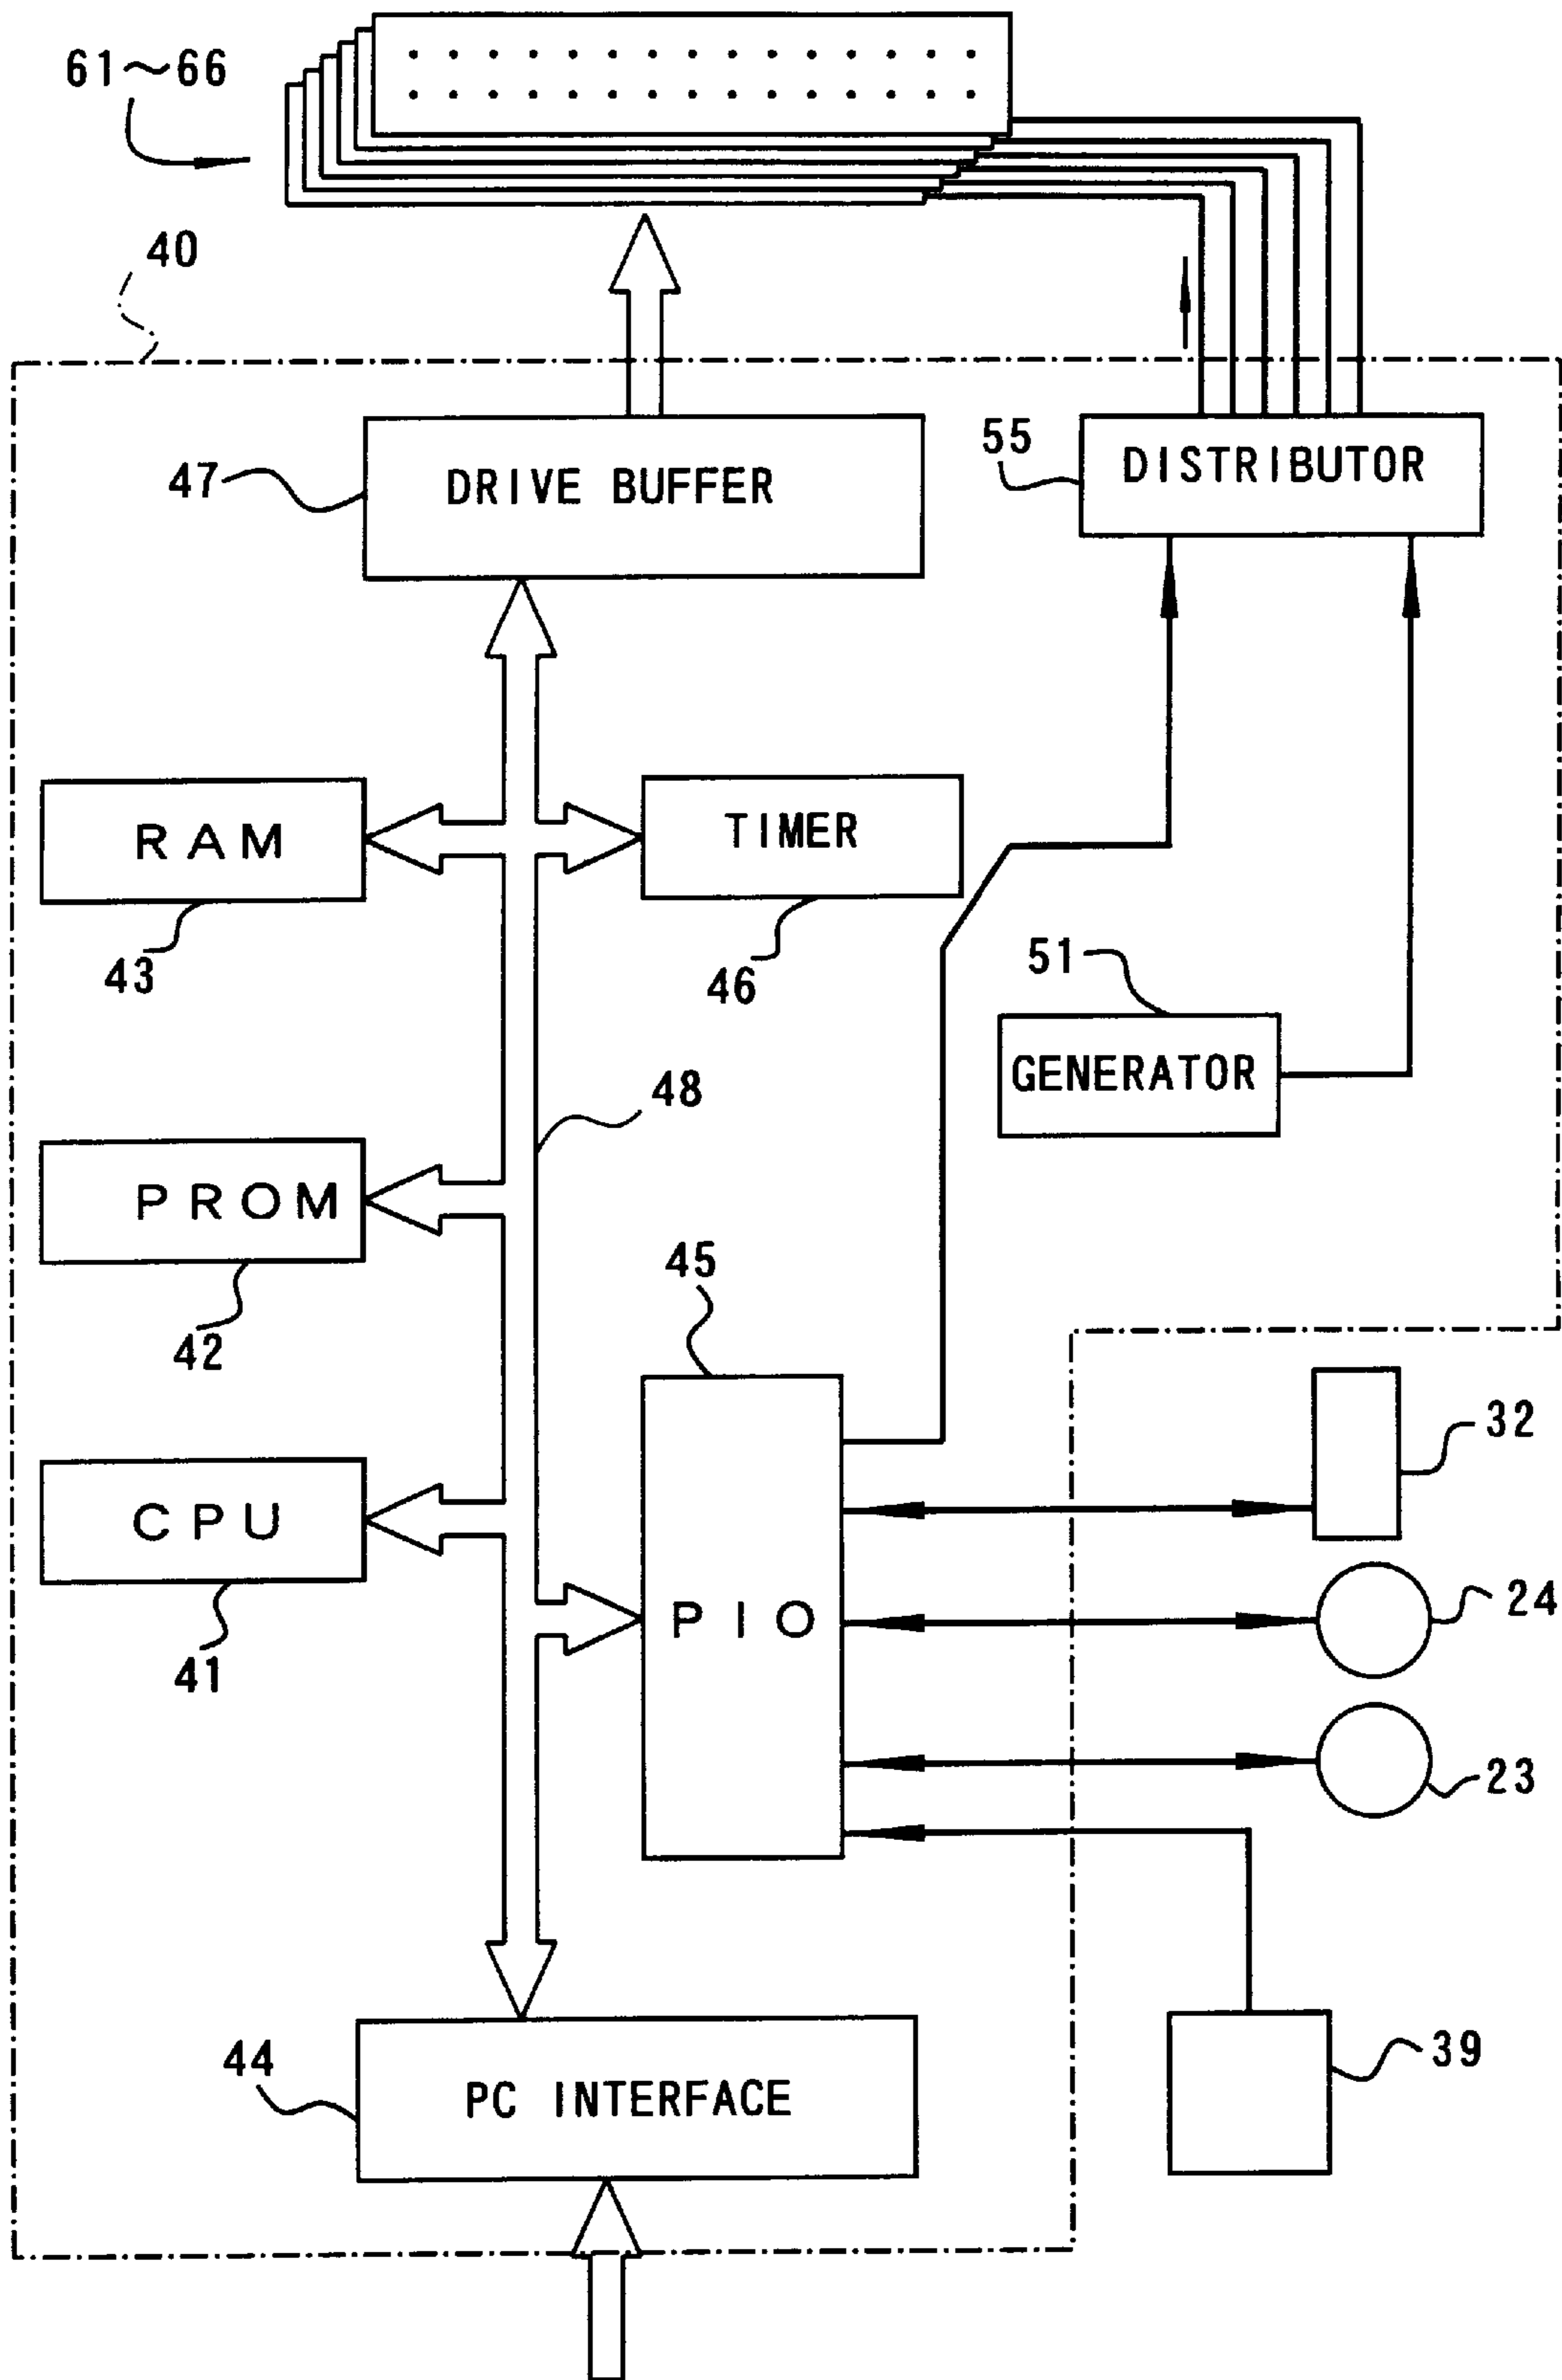 61~66
40
47
DRIVE BUFFER
55
DISTRIBUTOR
RAM
43
TIMER
46
51
GENERATOR
48
PROM
42
45
32
CPU
41
PIO
24
23
44
PC INTERFACE
39